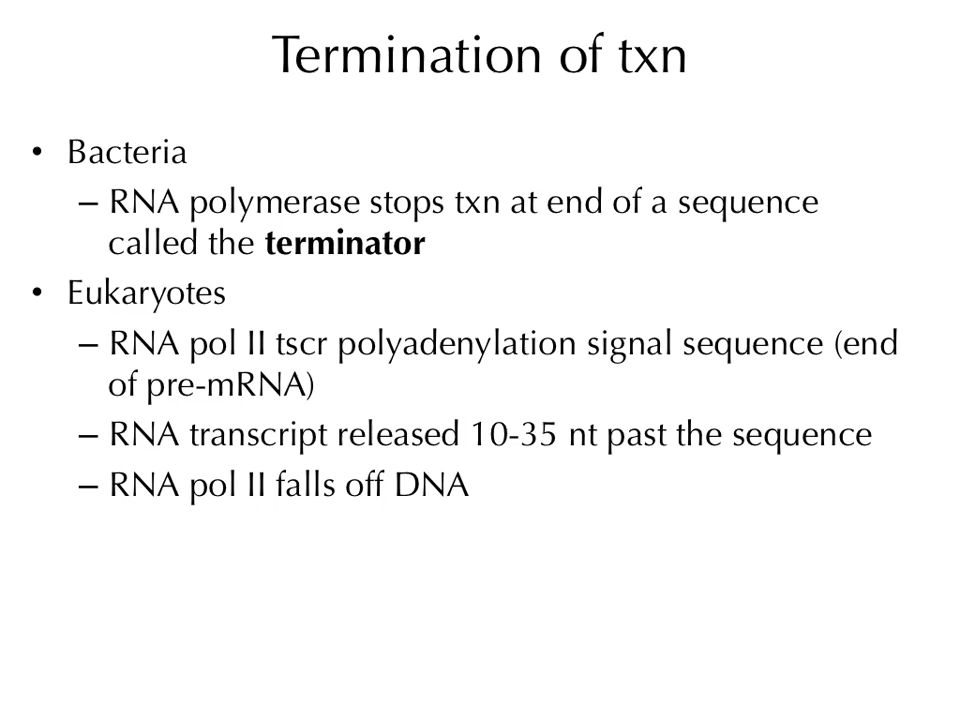 Termination of txn
• Bacteria
– RNA polymerase stops txn at end of a sequence
called the terminator
• Eukaryotes
– RNA pol II tscr polyadenylation signal sequence (end
of pre-mRNA)
– RNA transcript released 10-35 nt past the sequence
– RNA pol II falls off DNA